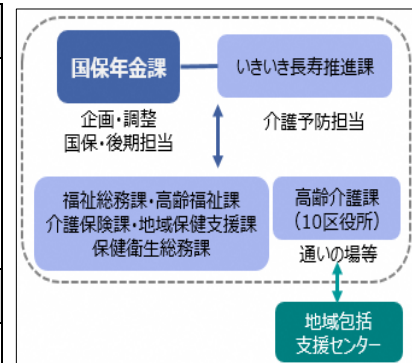 国保年金課
いきいき長寿推進課
企画・調整
国保・後期担当
介護予防担当
福祉総務課・高齢福祉課
介護保険課・地域保健支援課
保健衛生総務課
高齢介護課
(10区役所)
通いの場等
地域包括
支援センター